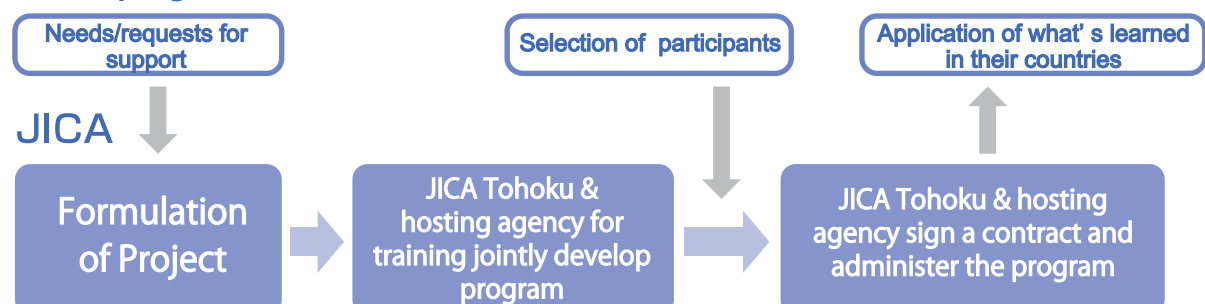 Needs/requests for
support
Selection of participants
Application of what's learned
in their countries
JICA
Formulation
of Project
JICA Tohoku &
hosting agency for
training jointly develop
program
JICA Tohoku & hosting
agency sign a contract and
administer the program